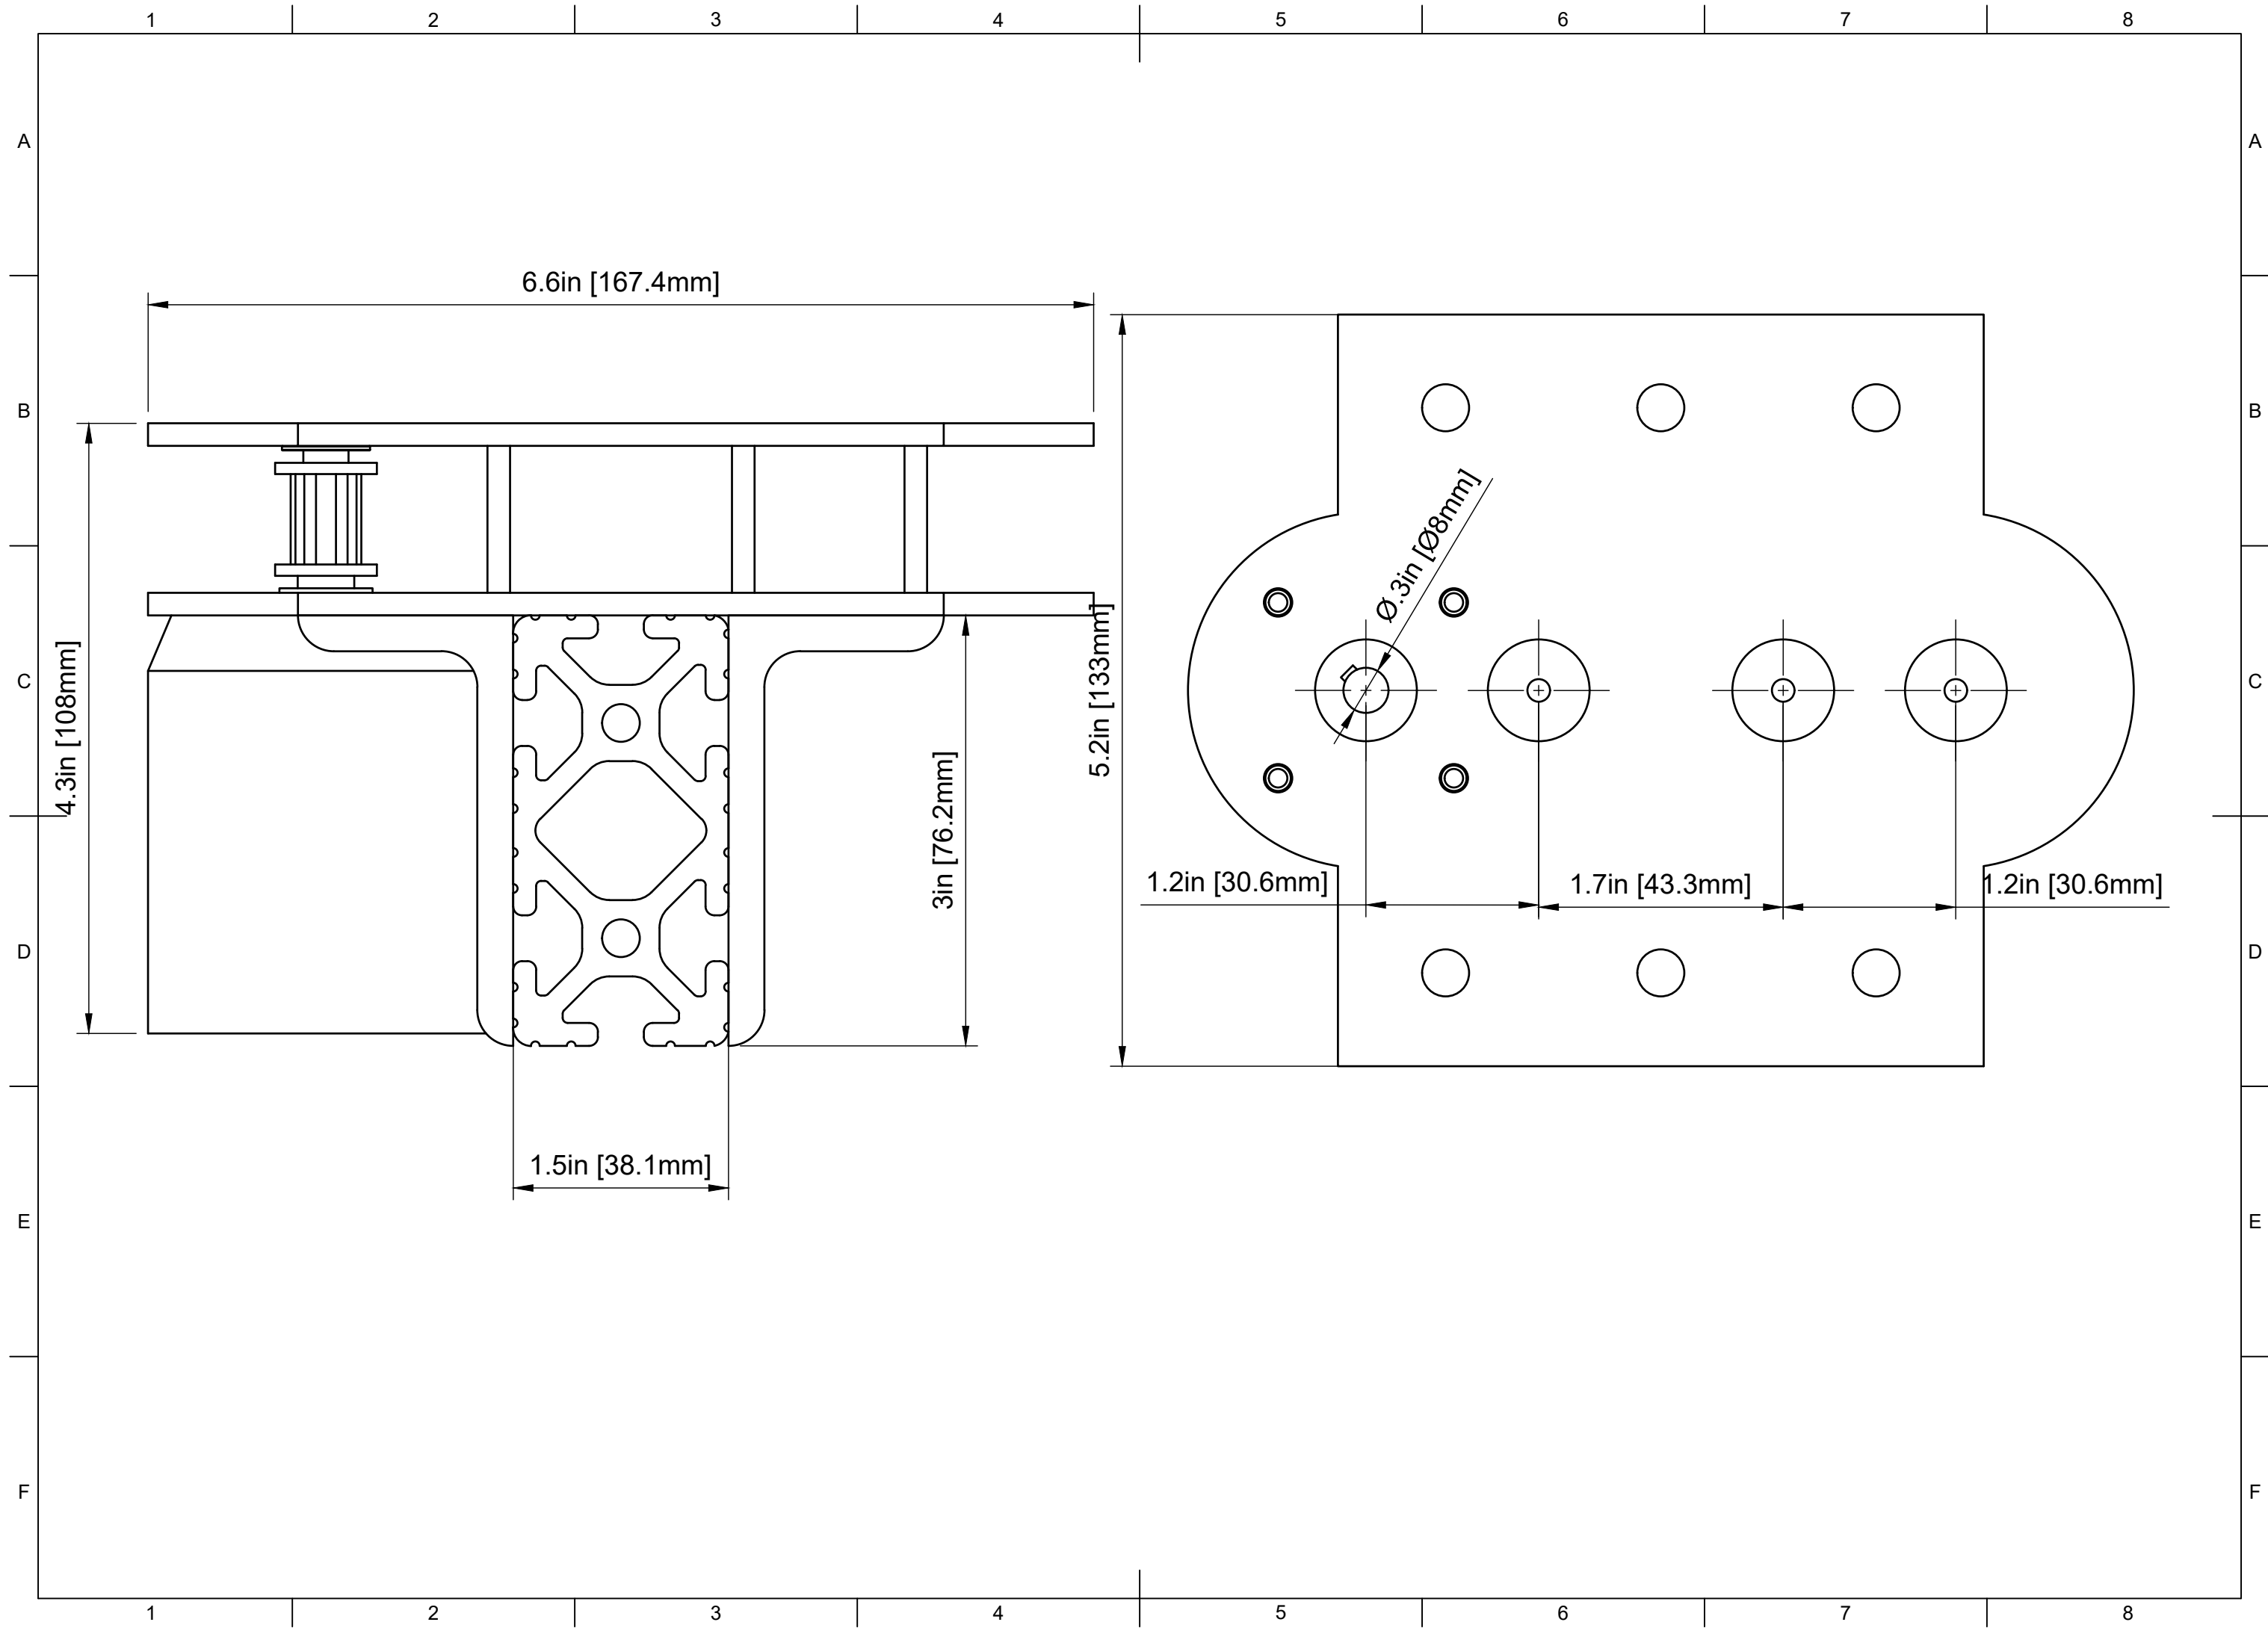 1 2 3 4 5 6 7 8
A A
6.6in [167.4mm]
B B
Ø.3in [Ø8mm]
C C
4.3in [108mm]
5.2in [133mm]
3in [76.2mm]
1.2in [30.6mm] 1.7in [43.3mm] 1.2in [30.6mm]
D D
1.5in [38.1mm]
E E
F F
1 2 3 4 5 6 7 8